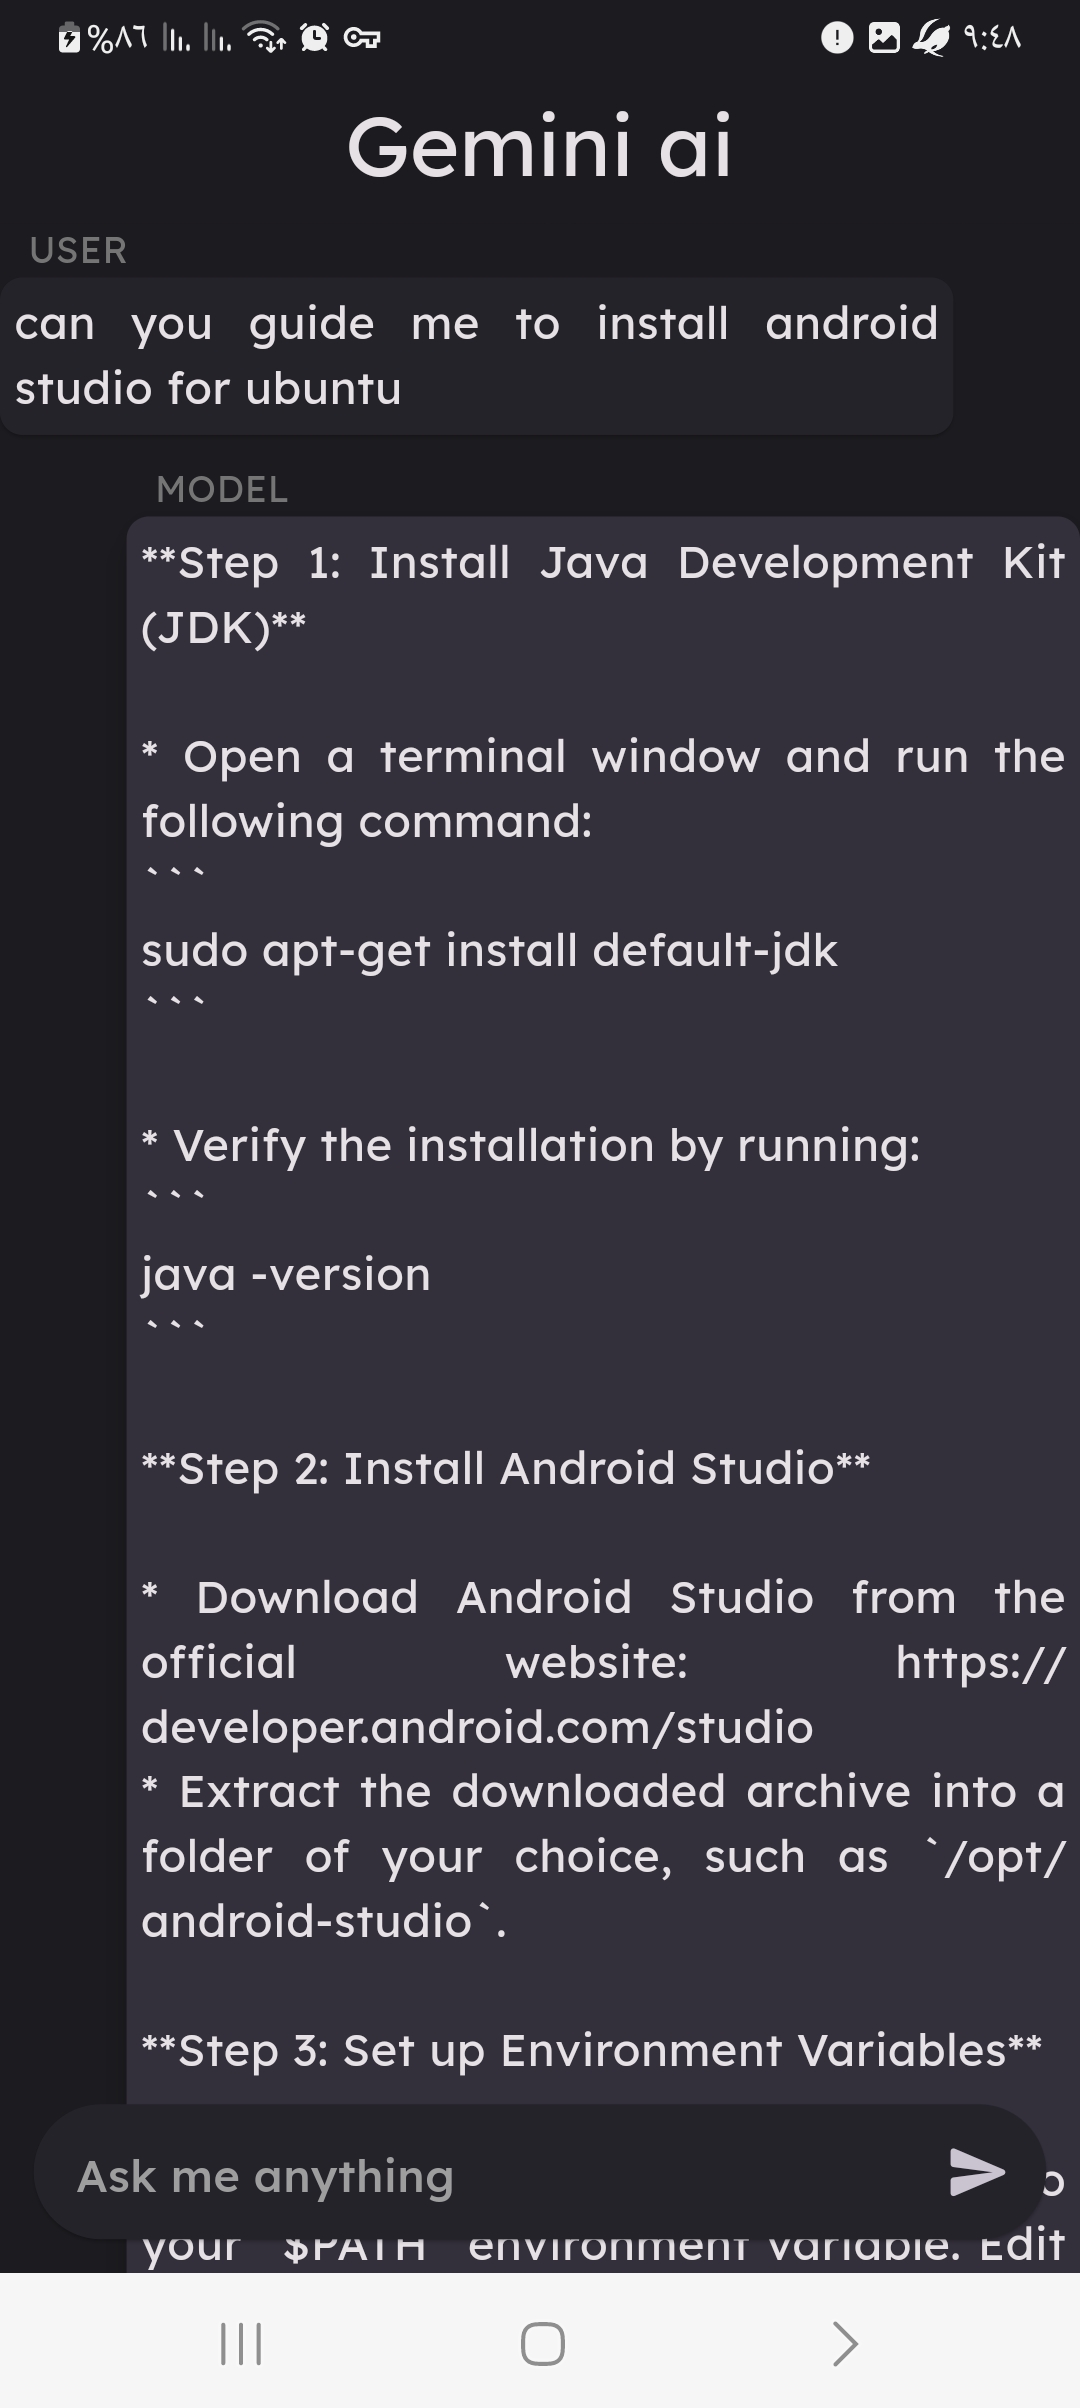 %٨٦
٩:٤٨
Gemini ai
USER
can you guide me to install android
studio for ubuntu
MODEL
**Step 1: Install Java Development Kit
(JDK)**
* Open a terminal window and run the
following command:
```
sudo apt-get install default-jdk
```
* Verify the installation by running:
```
java -version
```
**Step 2: Install Android Studio**
* Download Android Studio from the
official website: https://
developer.android.com/studio
* Extract the downloaded archive into a
folder of your choice, such as `/opt/
android-studio`.
**Step 3: Set up Environment Variables**
Ask me anything
your $PATH environment variable. Edit